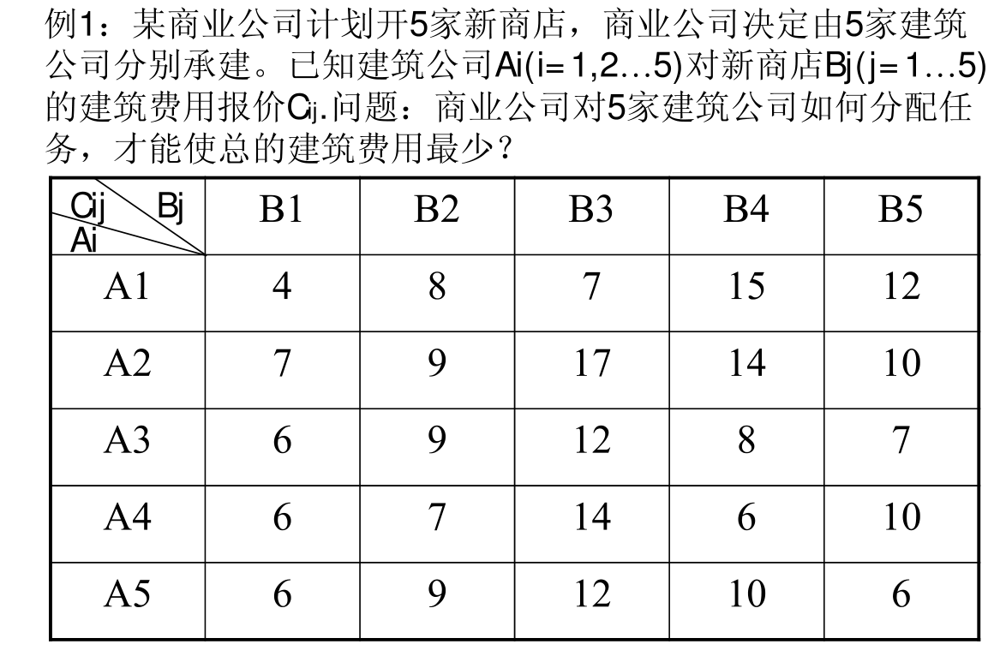 例1：某商业公司计划开5家新商店，商业公司决定由5家建筑
公司分别承建。已知建筑公司Ai(i=1,2…5)对新商店Bj(j=1…5)
的建筑费用报价Cij.问题：商业公司对5家建筑公司如何分配任
务，才能使总的建筑费用最少？
Cij Bj B1 B2 B3 B4 B5
Ai
A1 4 8 7 15 12
A2 7 9 17 14 10
A3 6 9 12 8 7
A4 6 7 14 6 10
A5 6 9 12 10 6